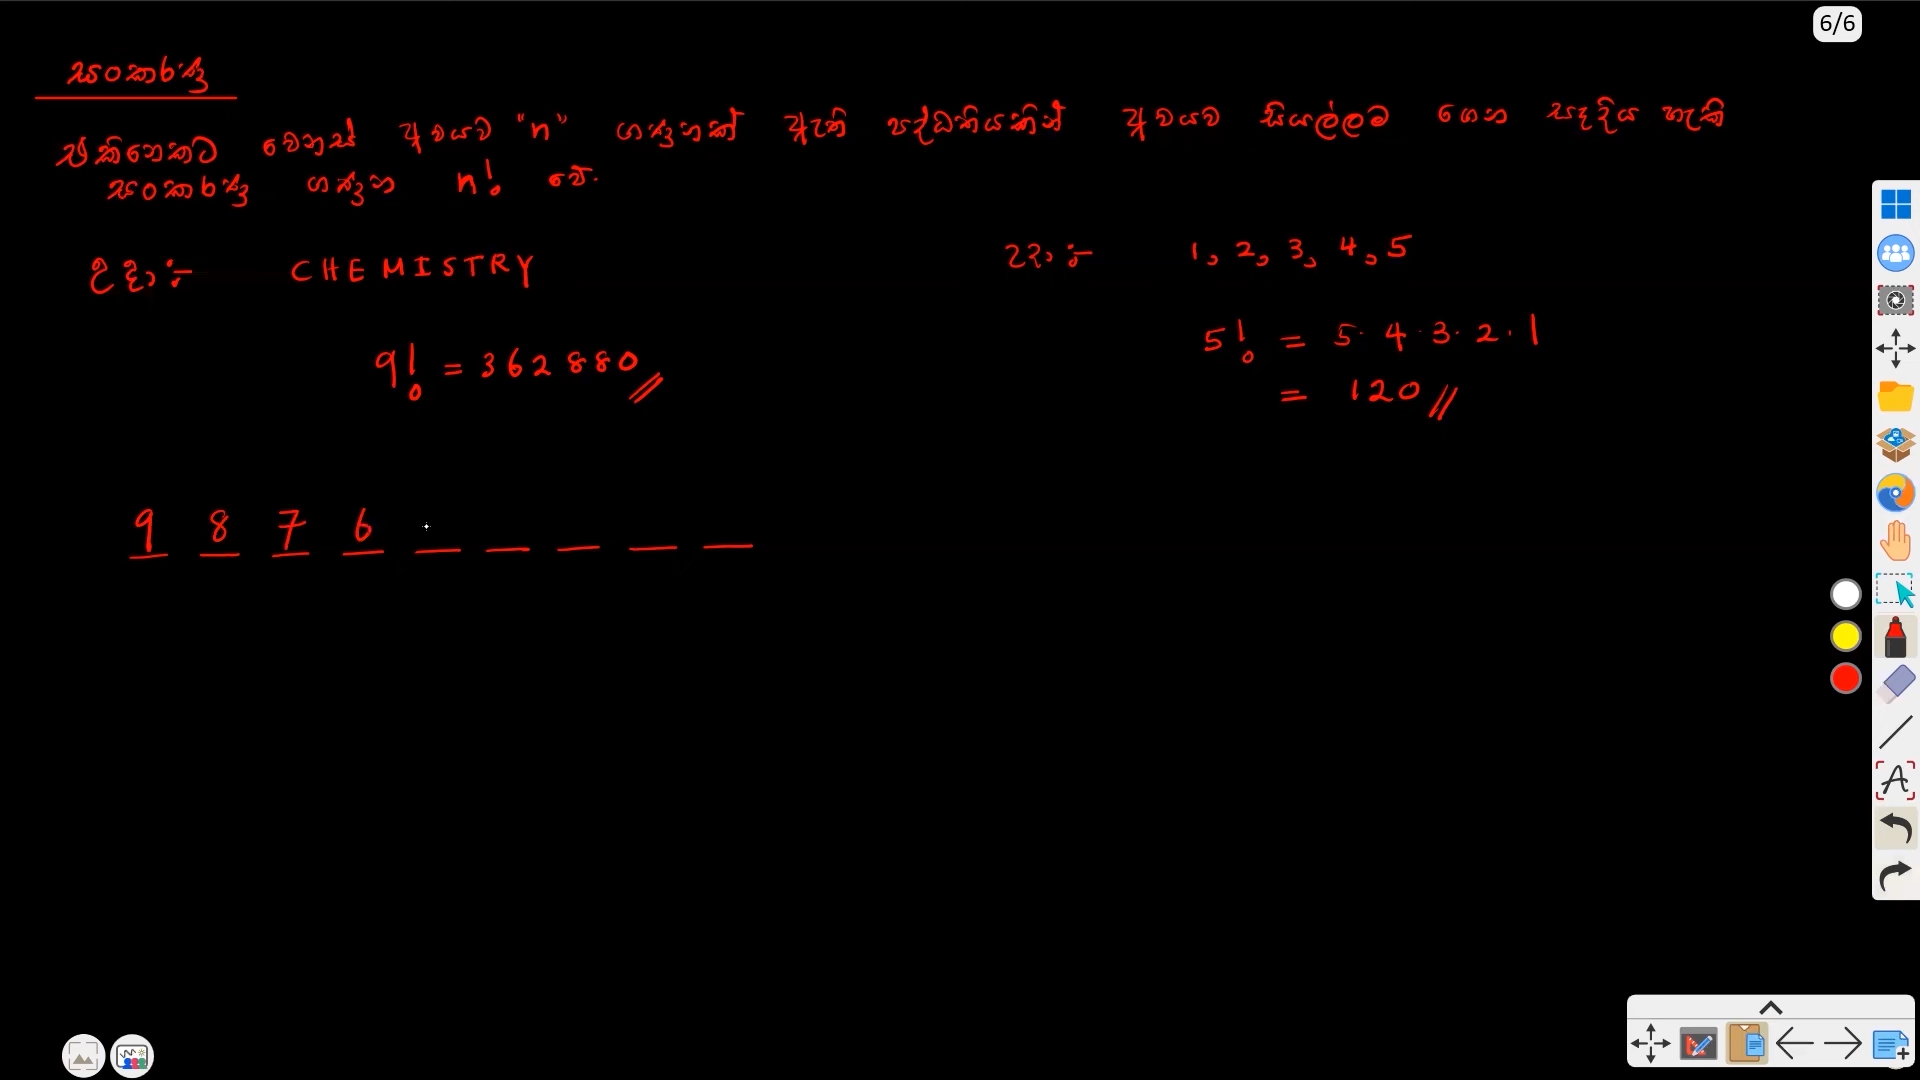 6/6
සංකරණ
එකිනෙකට වෙනස් අවයව "n" ගණනක් ඇති පද්ධතියකින් අවයව සියල්ලම ගෙන සෑදිය හැකි
සංකරණ ගණන n! වේ.
උදා :- CHEMISTRY
9! = 362880
උදා :- 1, 2, 3, 4, 5
5! = 5· 4 · 3· 2 · 1
= 120
9 8 7 6